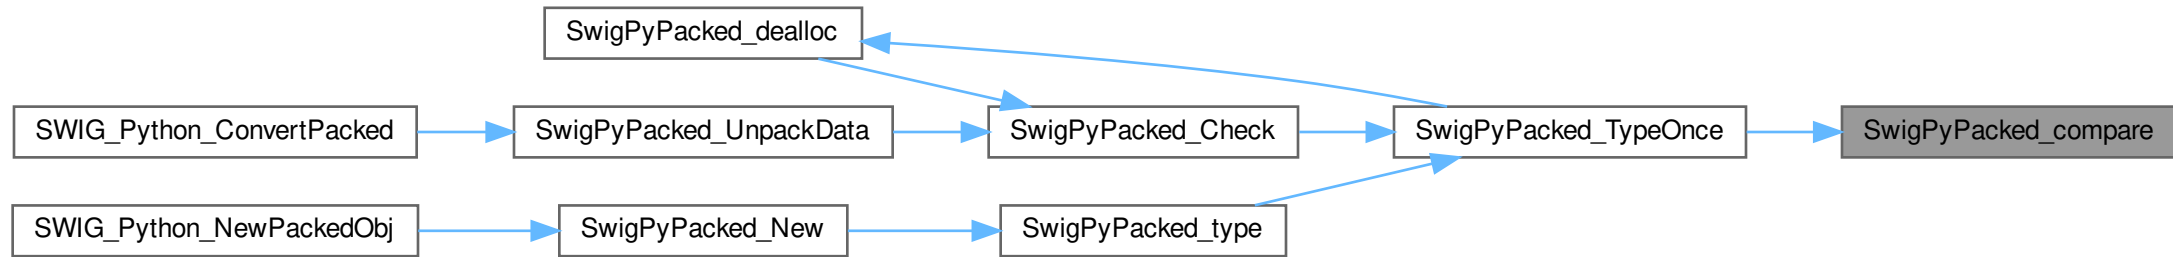 SwigPyPacked_dealloc
SWIG_Python_ConvertPacked
SwigPyPacked_UnpackData
SwigPyPacked_Check
SwigPyPacked_TypeOnce
SwigPyPacked_compare
SWIG_Python_NewPackedObj
SwigPyPacked_New
SwigPyPacked_type